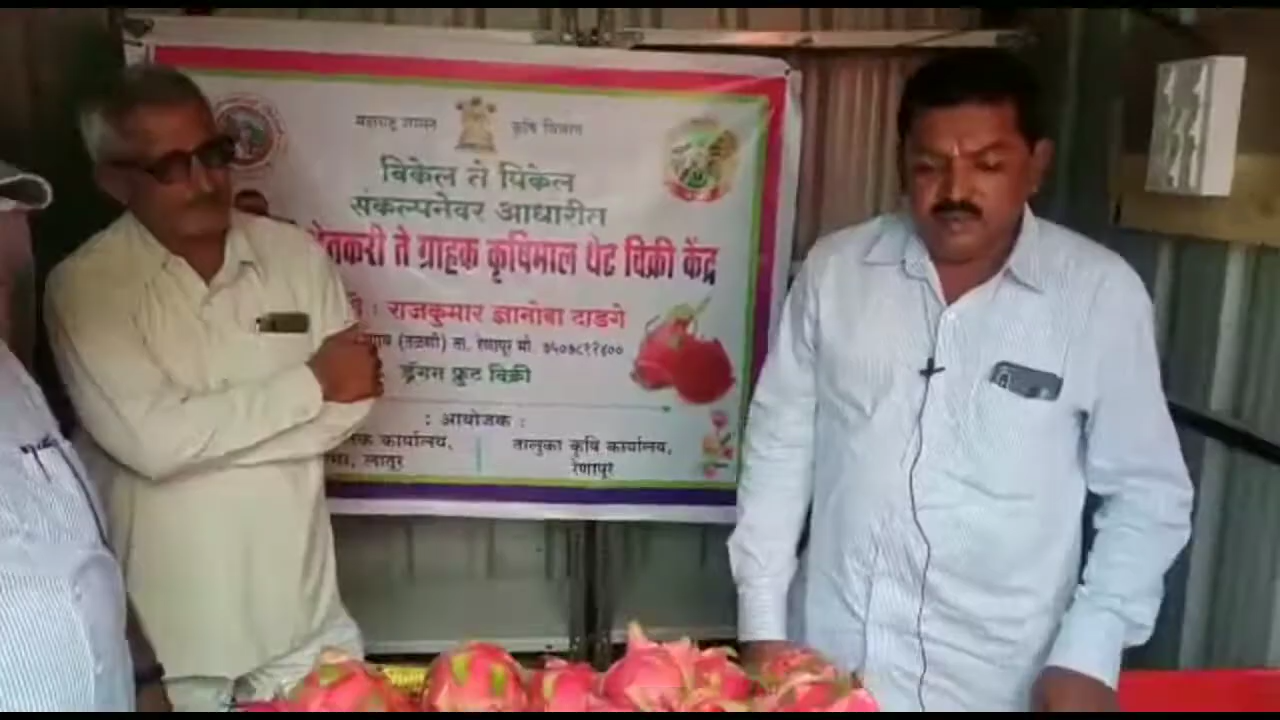 महाराष्ट्र शासन कृषि विभाग
विकेल ते पिकेल
संकल्पनेवर आधारीत
शेतकरी ते ग्राहक कृषिमाल थेट विक्री केंद्र
: राजकुमार ज्ञानोबा दाडगे
ता. रेणापूर मो.
ड्रॅगन फ्रुट विक्री
: आयोजक :
कार्यालय,
लातूर
तालुका कृषि कार्यालय,
रेणापूर